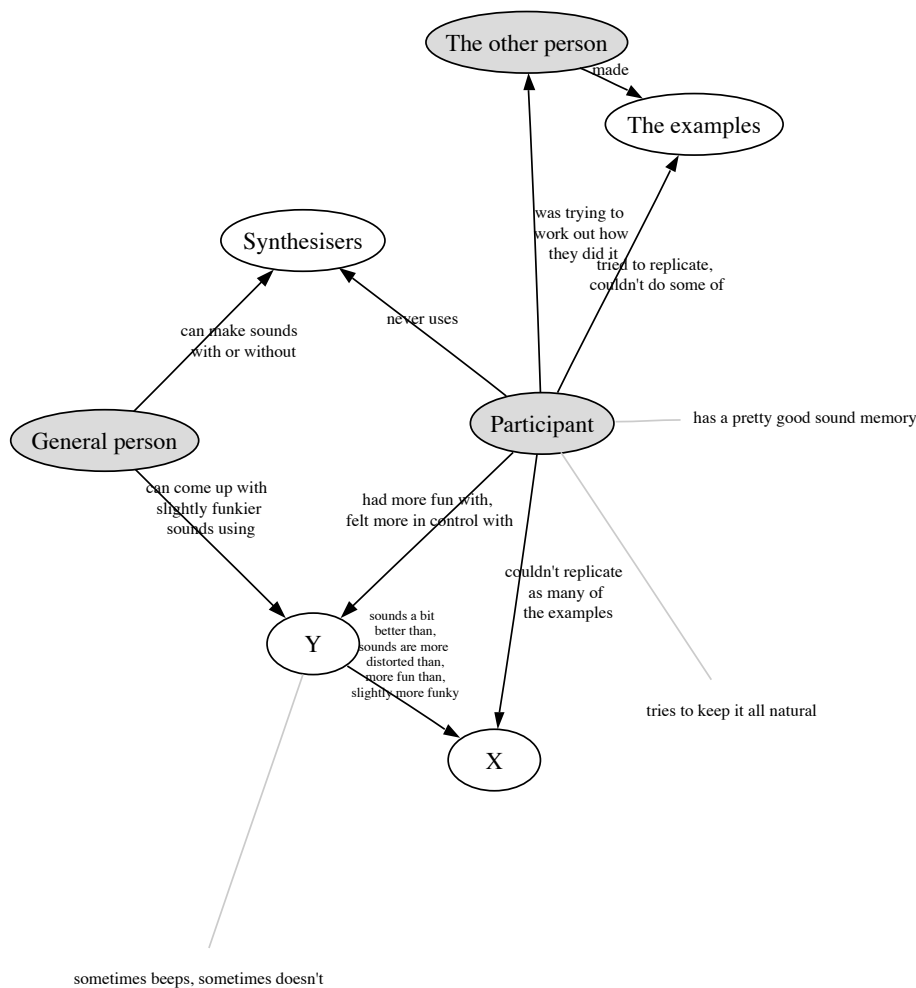 The other person
made
The examples
was trying to
work out how
they did it
tried to replicate,
couldn't do some of
Synthesisers
can make sounds
with or without
never uses
General person
Participant
has a pretty good sound memory
can come up with
slightly funkier
sounds using
had more fun with,
felt more in control with
couldn't replicate
as many of
the examples
Y
sounds a bit
better than,
sounds are more
distorted than,
more fun than,
slightly more funky
tries to keep it all natural
X
sometimes beeps, sometimes doesn't